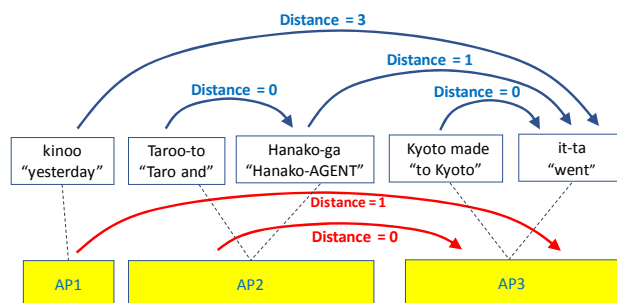 Distance = 3
Distance = 1
Distance = 0
Distance = 0
kinoo
“yesterday”
Taroo-to
“Taro and”
Hanako-ga
“Hanako-AGENT”
Kyoto made
“to Kyoto”
it-ta
“went”
Distance = 1
Distance = 0
AP1
AP2
AP3